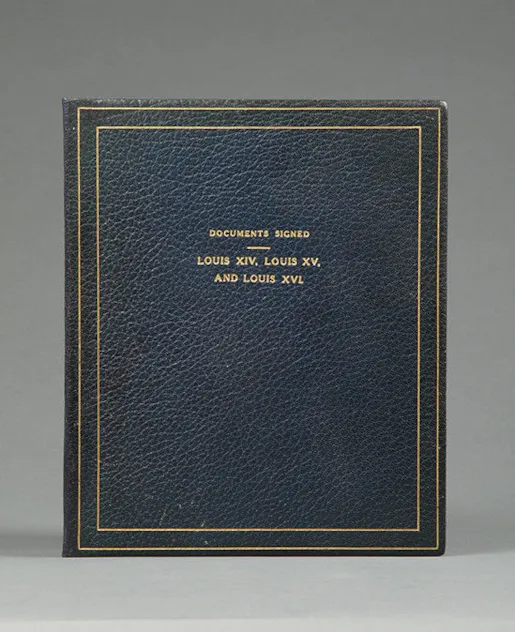 DOCUMENTS SIGNED
LOUIS XIV, LOUIS XV,
AND LOUIS XVI.